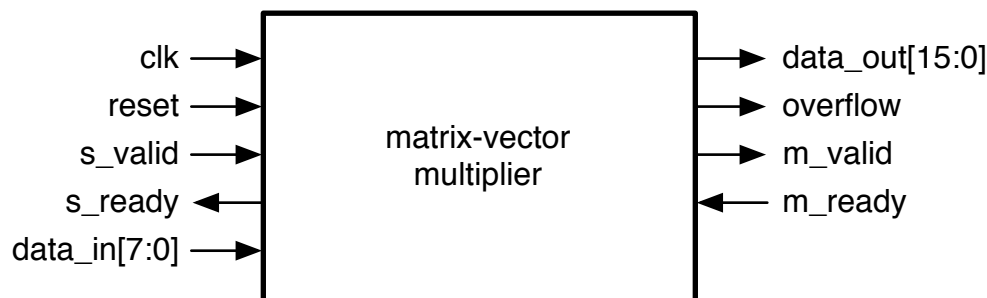 clk
reset
s_valid
s_ready
data_in[7:0]
matrix-vector
multiplier
data_out[15:0]
overflow
m_valid
m_ready